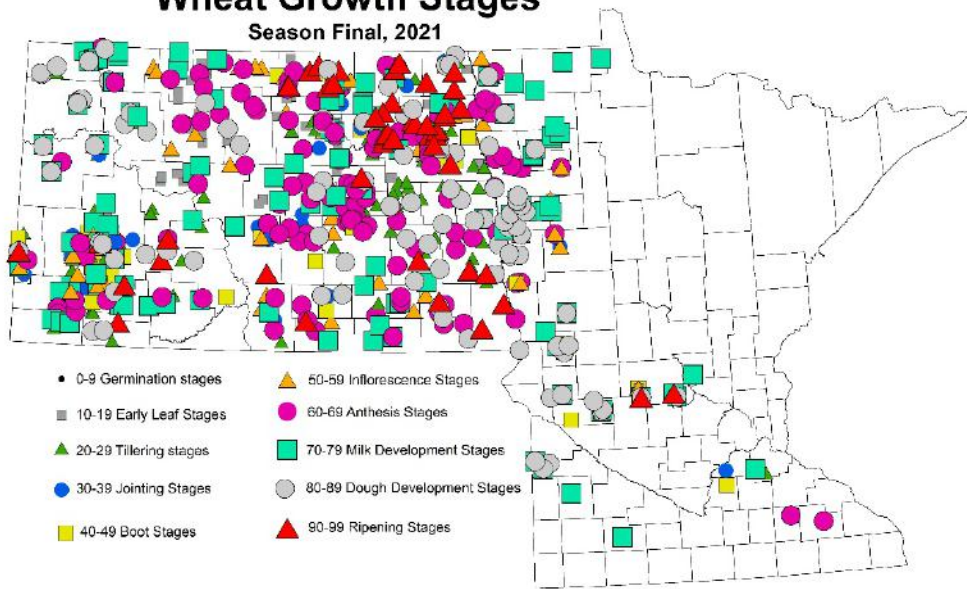 Wheat Growth Stages
Season Final, 2021
0-9 Germination stages
10-19 Early Leaf Stages
20-29 Tillering stages
30-39 Jointing Stages
40-49 Boot Stages
50-59 Inflorescence Stages
60-69 Anthesis Stages
70-79 Milk Development Stages
80-89 Dough Development Stages
90-99 Ripening Stages